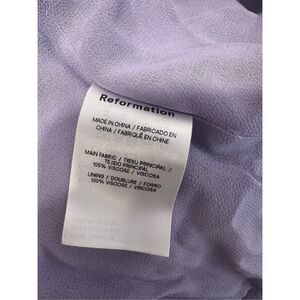 Reformation
MADE IN CHINA / FABRICADO EN
CHINA / FABRIQUÉ EN CHINE
MAIN FABRIC / TISSU PRINCIPAL /
TEJIDO PRINCIPAL
100% VISCOSE / VISCOSA
LINING / DOUBLURE / FORRO
100% VISCOSE / VISCOSA